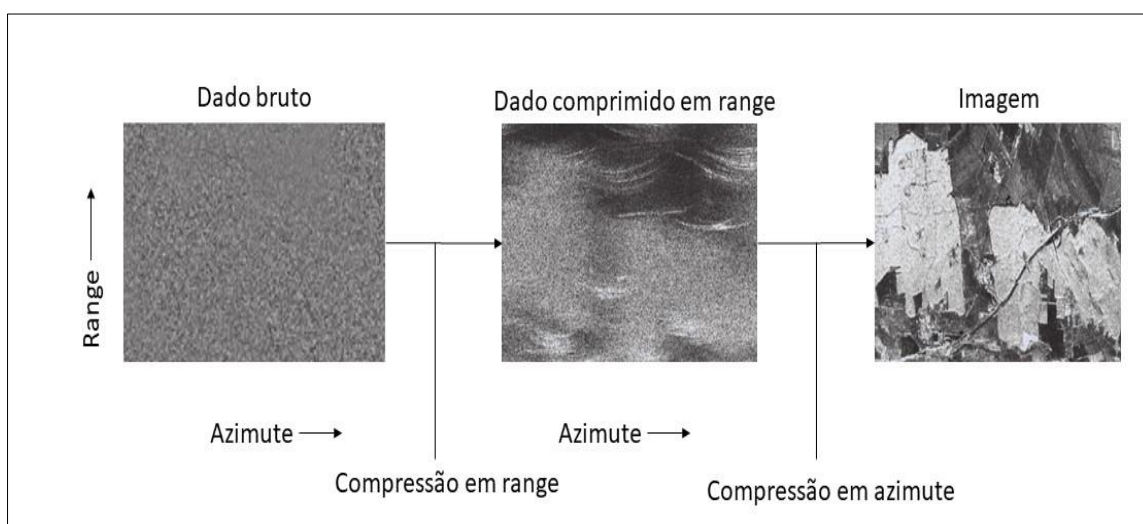 Dado bruto
Dado comprimido em range
Imagem
Range
Azimute
Azimute
Compressão em range
Compressão em azimute